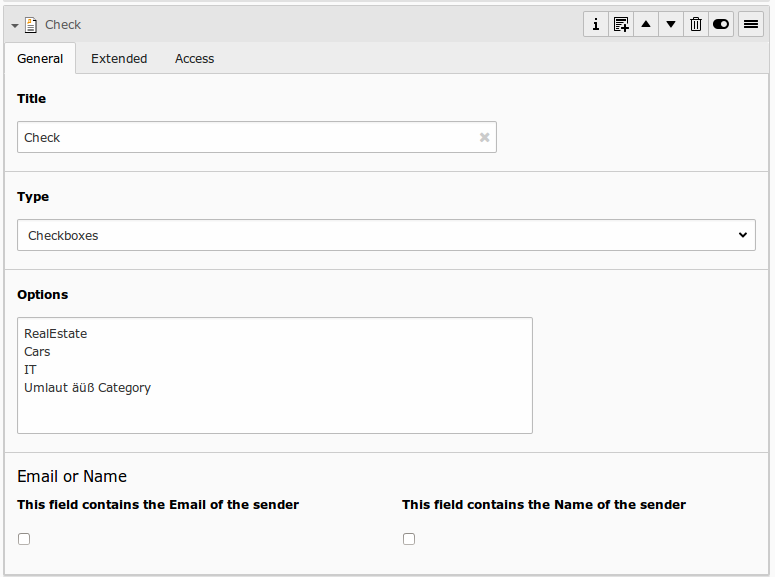 Check
General Extended Access
Title
Check
Type
Checkboxes
Options
RealEstate
Cars
IT
Umlaut äüß Category
Email or Name
This field contains the Email of the sender This field contains the Name of the sender